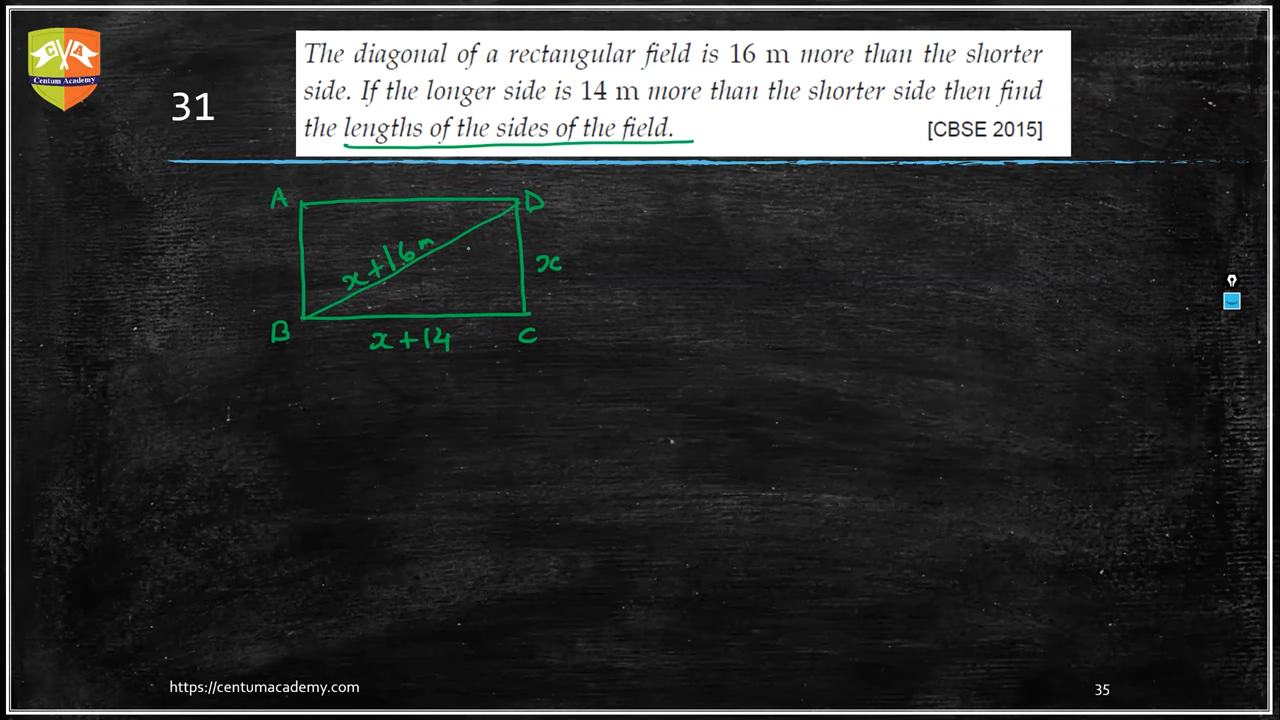 C A
Centum Academy
31
The diagonal of a rectangular field is 16 m more than the shorter
side. If the longer side is 14 m more than the shorter side then find
the lengths of the sides of the field. [CBSE 2015]
A D
x+16m
x
B C
x+14
https://centumacademy.com 35